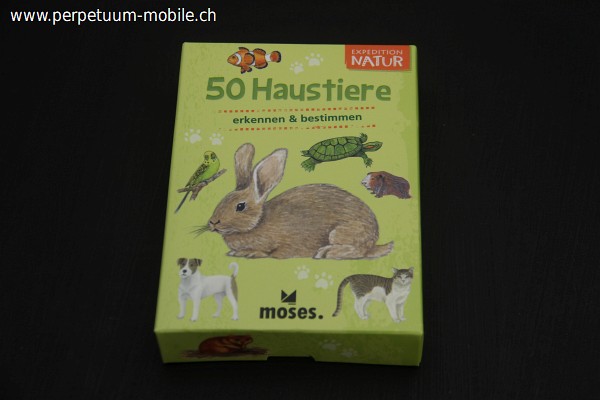 www.perpetuum-mobile.ch
EXPEDITION
NATUR
50 Haustiere
erkennen & bestimmen
moses.